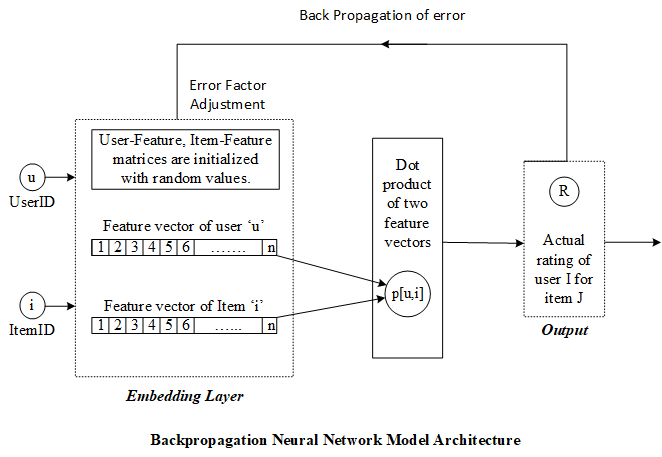 Back Propagation of error
Error Factor
Adjustment
User-Feature, Item-Feature
matrices are initialized
with random values.
u
UserID
Feature vector of user ‘u’
1 2 3 4 5 6 ....... n
i
ItemID
Feature vector of Item ‘i’
1 2 3 4 5 6 ...... n
Embedding Layer
Dot
product
of two
feature
vectors
p[u,i]
R
Actual
rating of
user I for
item J
Output
Backpropagation Neural Network Model Architecture